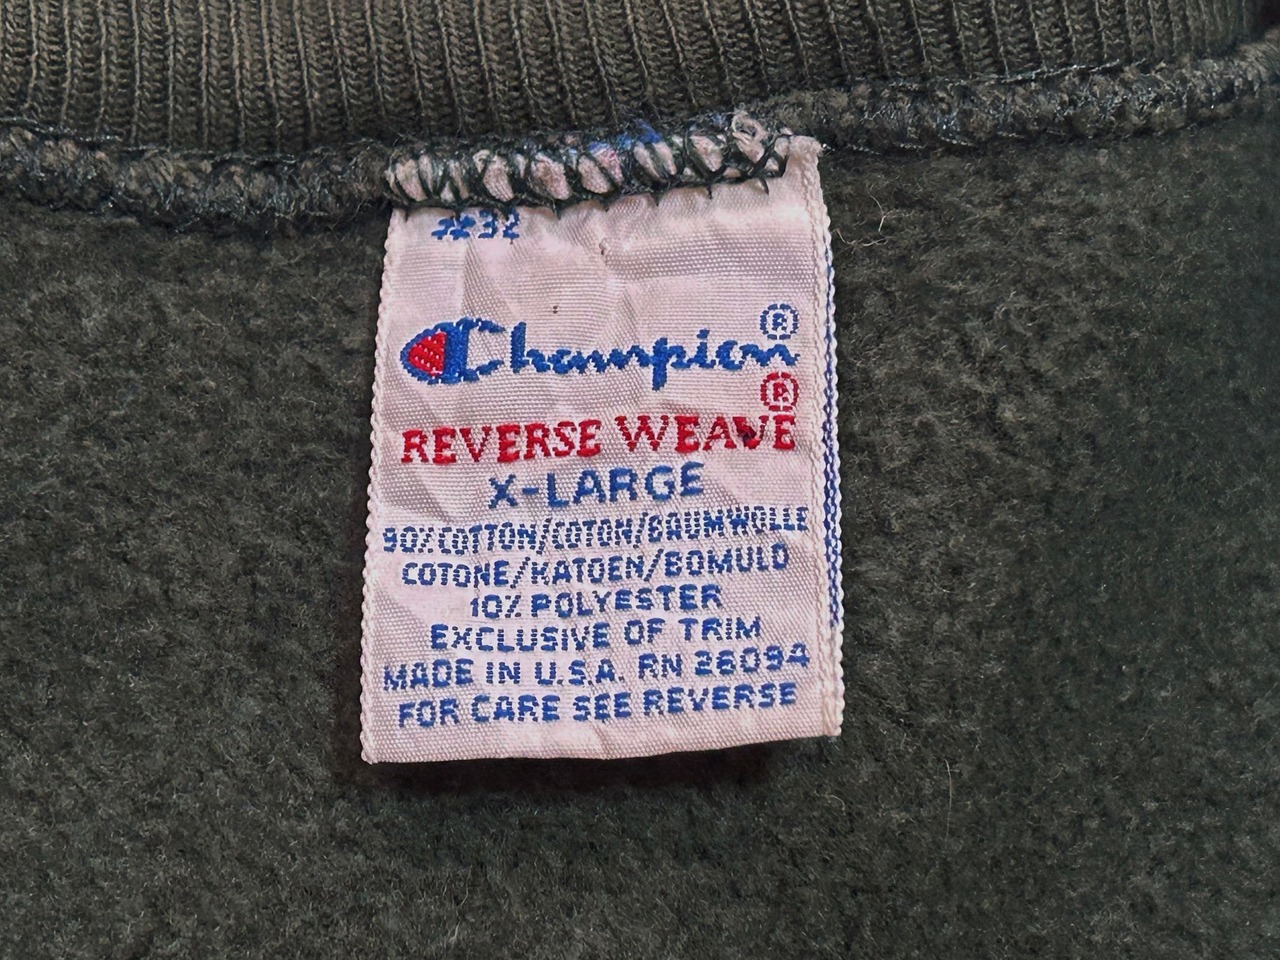 #32
Champion®
REVERSE WEAVE®
X-LARGE
90% COTTON/COTON/BAUMWOLLE
COTONE/KATOEN/BOMULD
10% POLYESTER
EXCLUSIVE OF TRIM
MADE IN U.S.A. RN 26094
FOR CARE SEE REVERSE